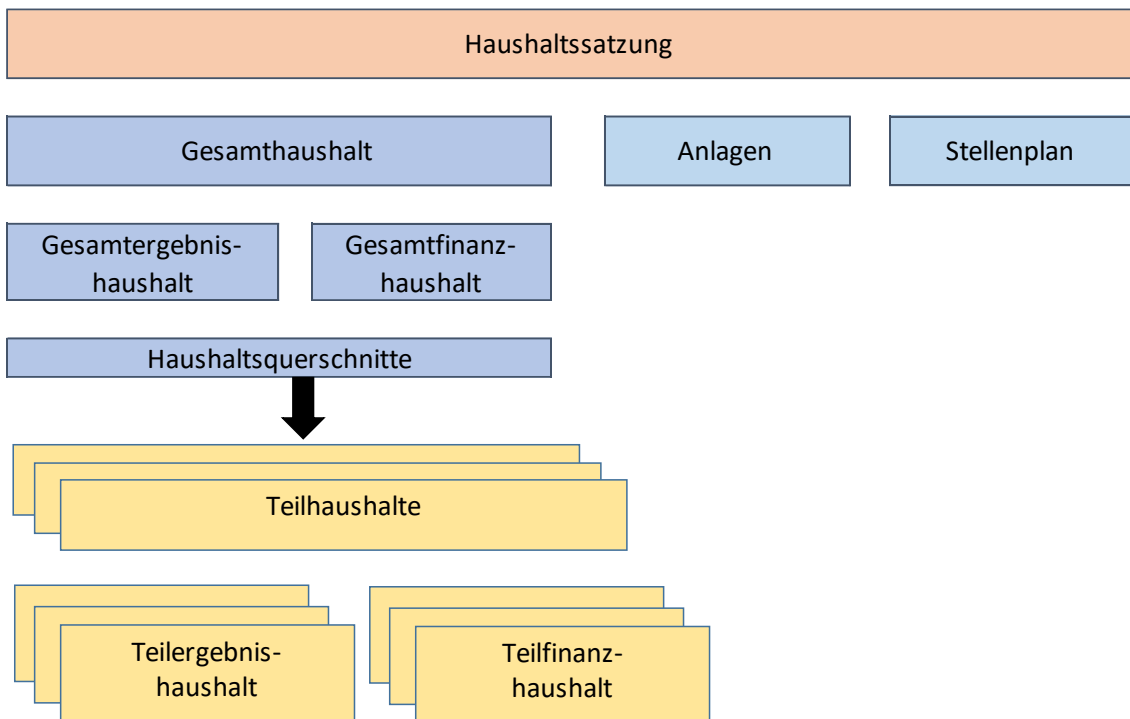 Haushaltssatzung
Gesamthaushalt
Anlagen
Stellenplan
Gesamtergebnis-
haushalt
Gesamtfinanz-
haushalt
Haushaltsquerschnitte
Teilhaushalte
Teilergebnis-
haushalt
Teilfinanz-
haushalt